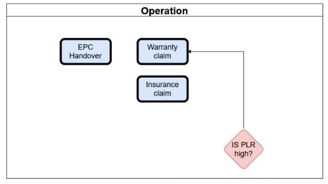 Operation
EPC
Handover
Warranty
claim
Insurance
claim
IS PLR
high?